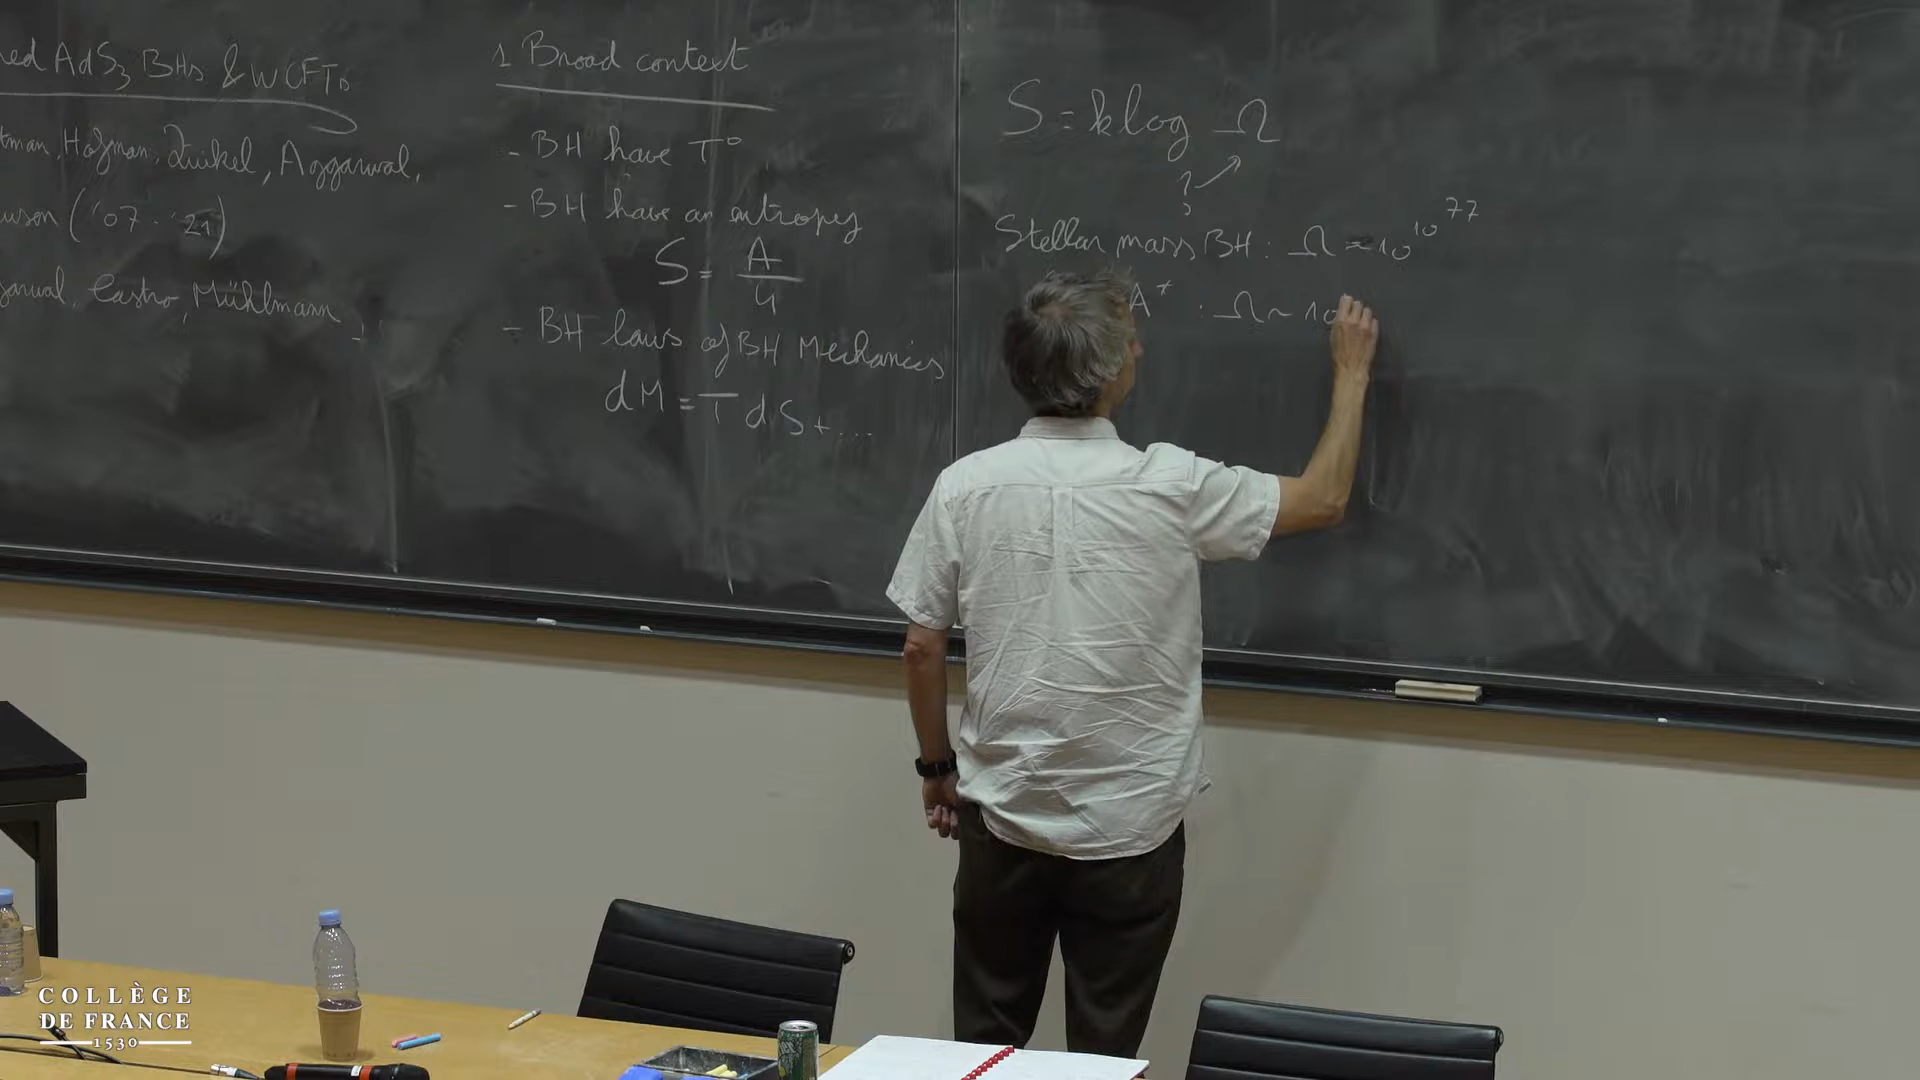 AdS₃ BHs & WCFTs
Hofman, Aggarwal,
('07 - '21)
Castro, Mühlmann
1 Broad context
- BH have T°
- BH have an entropy
S = A/4
- BH laws of BH Mechanics
dM = T dS + ...
S = k log Ω
?
Stellar mass BH : Ω ≈ 10^10^77
A* : Ω ~ 10
COLLÈGE
DE FRANCE
1530